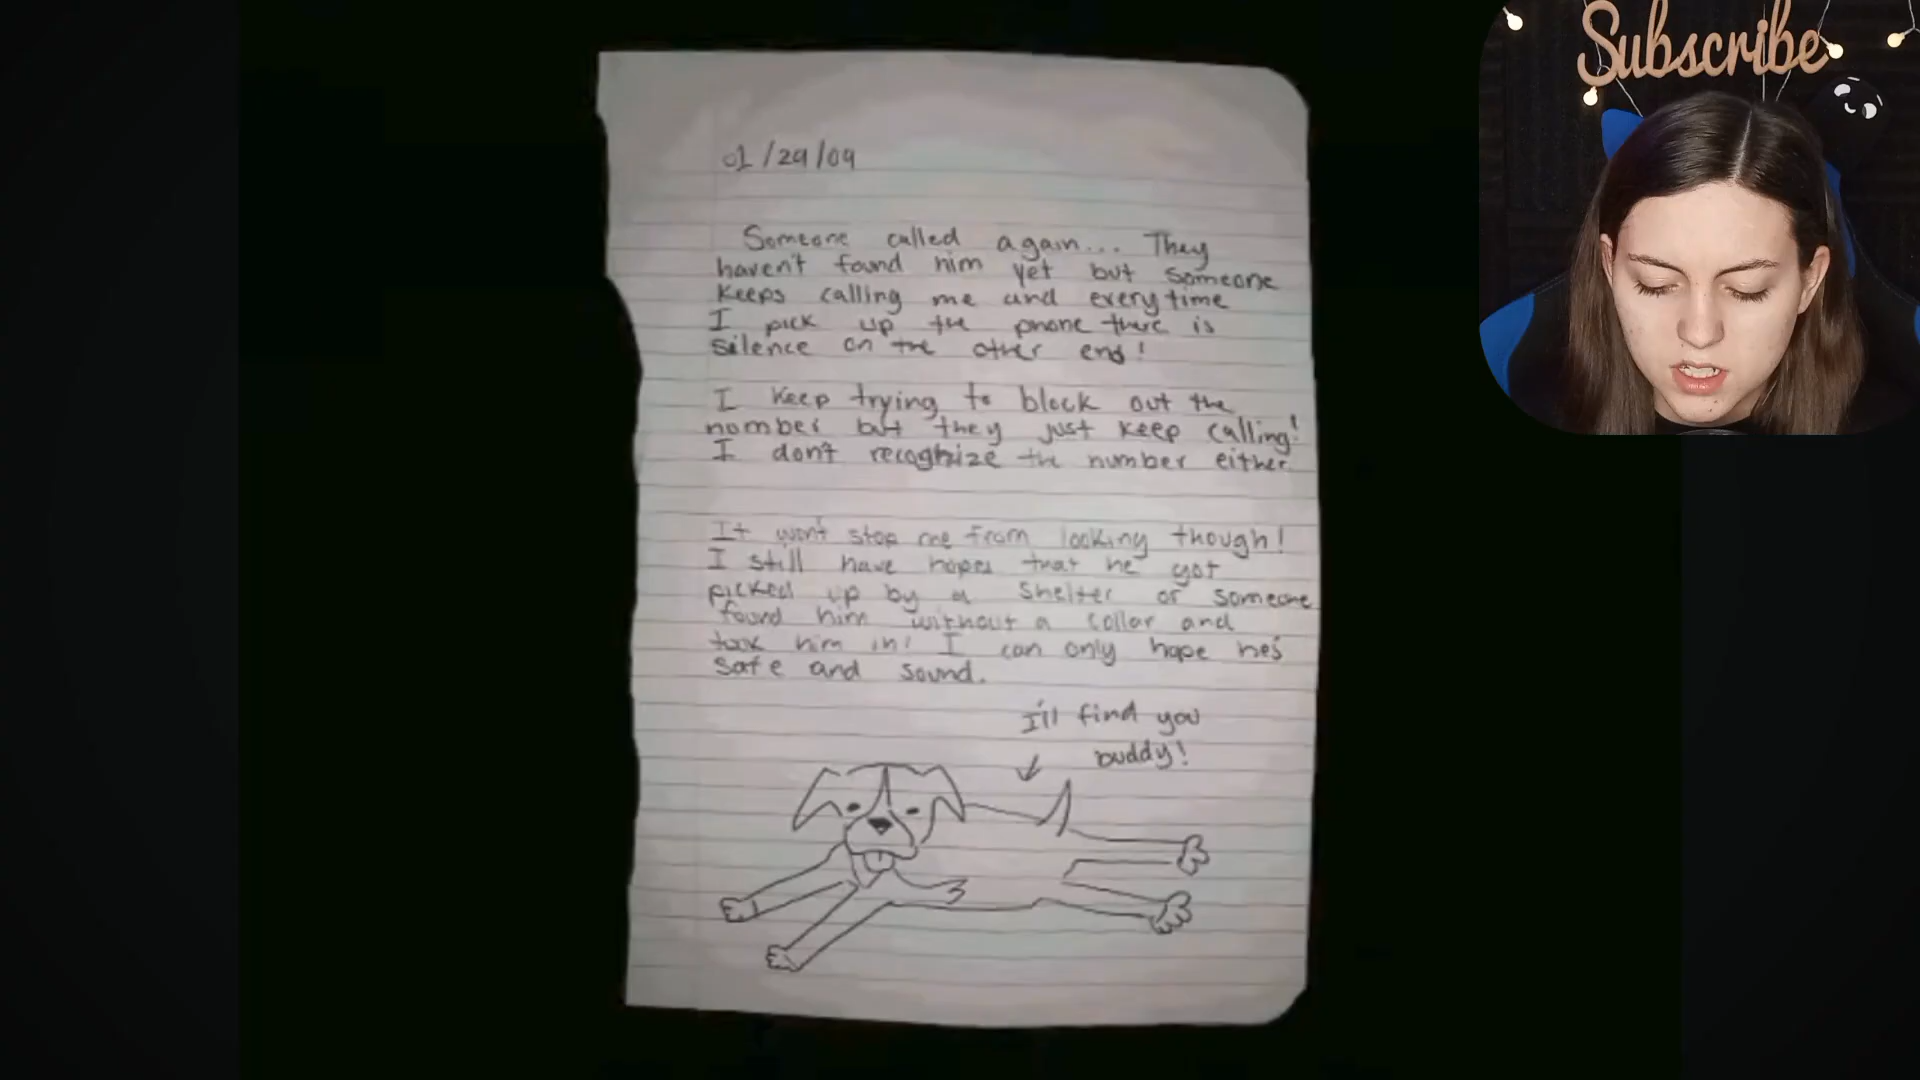 Subscribe
01/29/09
Someone called again... They
haven't found him yet but someone
keeps calling me and everytime
I pick up the phone there is
silence on the other end!
I keep trying to block out the
number but they just keep calling!
I don't recognize the number either
It won't stop me from looking though!
I still have hopes that he got
picked up by a shelter or someone
found him without a collar and
took him in! I can only hope he's
safe and sound.
I'll find you
buddy!